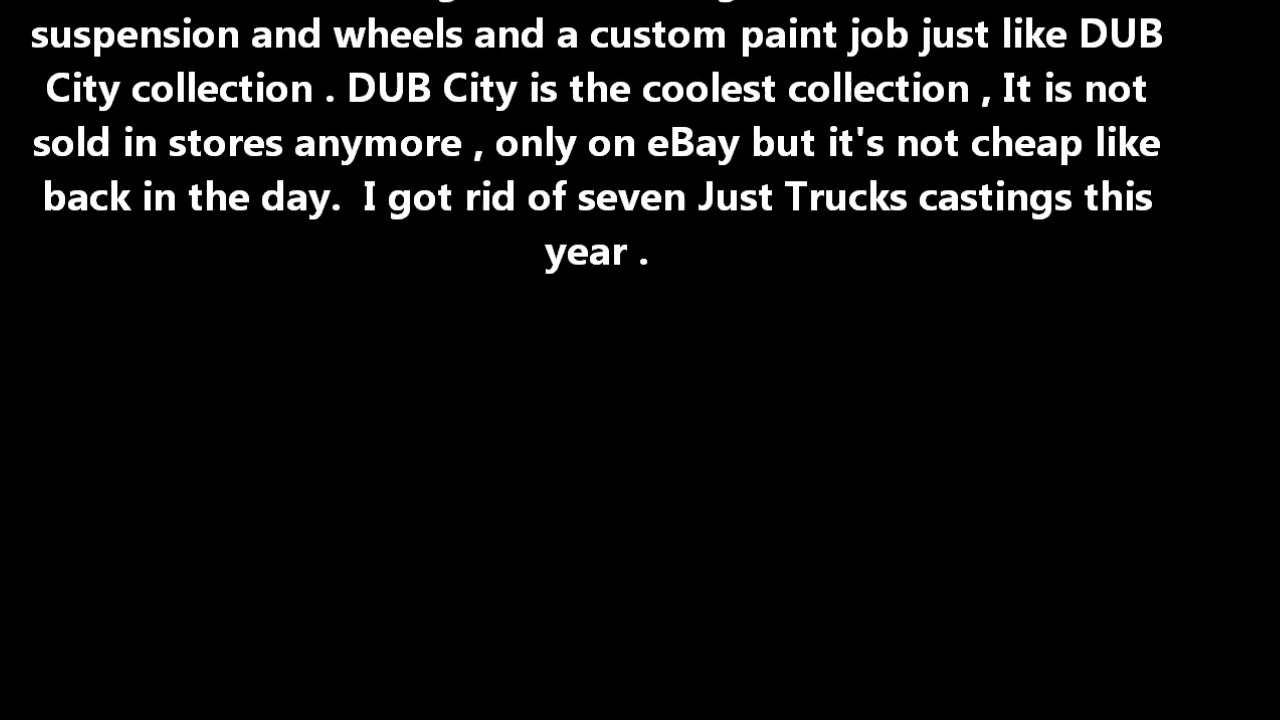 suspension and wheels and a custom paint job just like DUB
City collection . DUB City is the coolest collection , It is not
sold in stores anymore , only on eBay but it's not cheap like
back in the day.  I got rid of seven Just Trucks castings this
year .